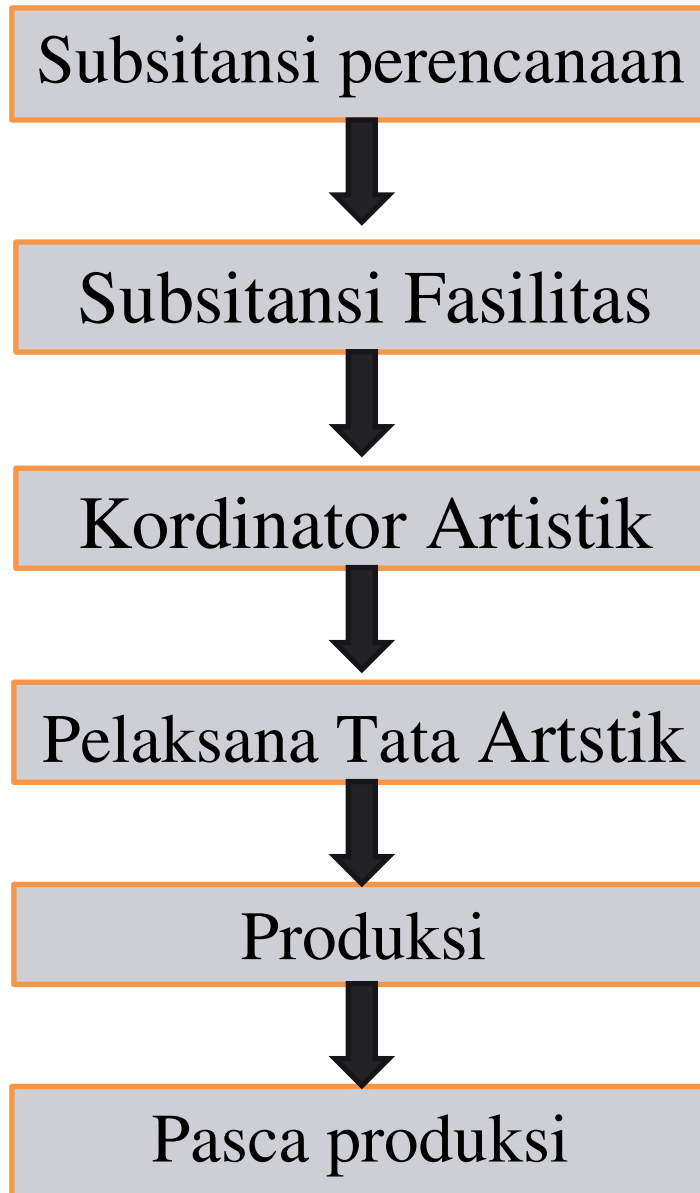 Subsitansi perencanaan
Subsitansi Fasilitas
Kordinator Artistik
Pelaksana Tata Artstik
Produksi
Pasca produksi